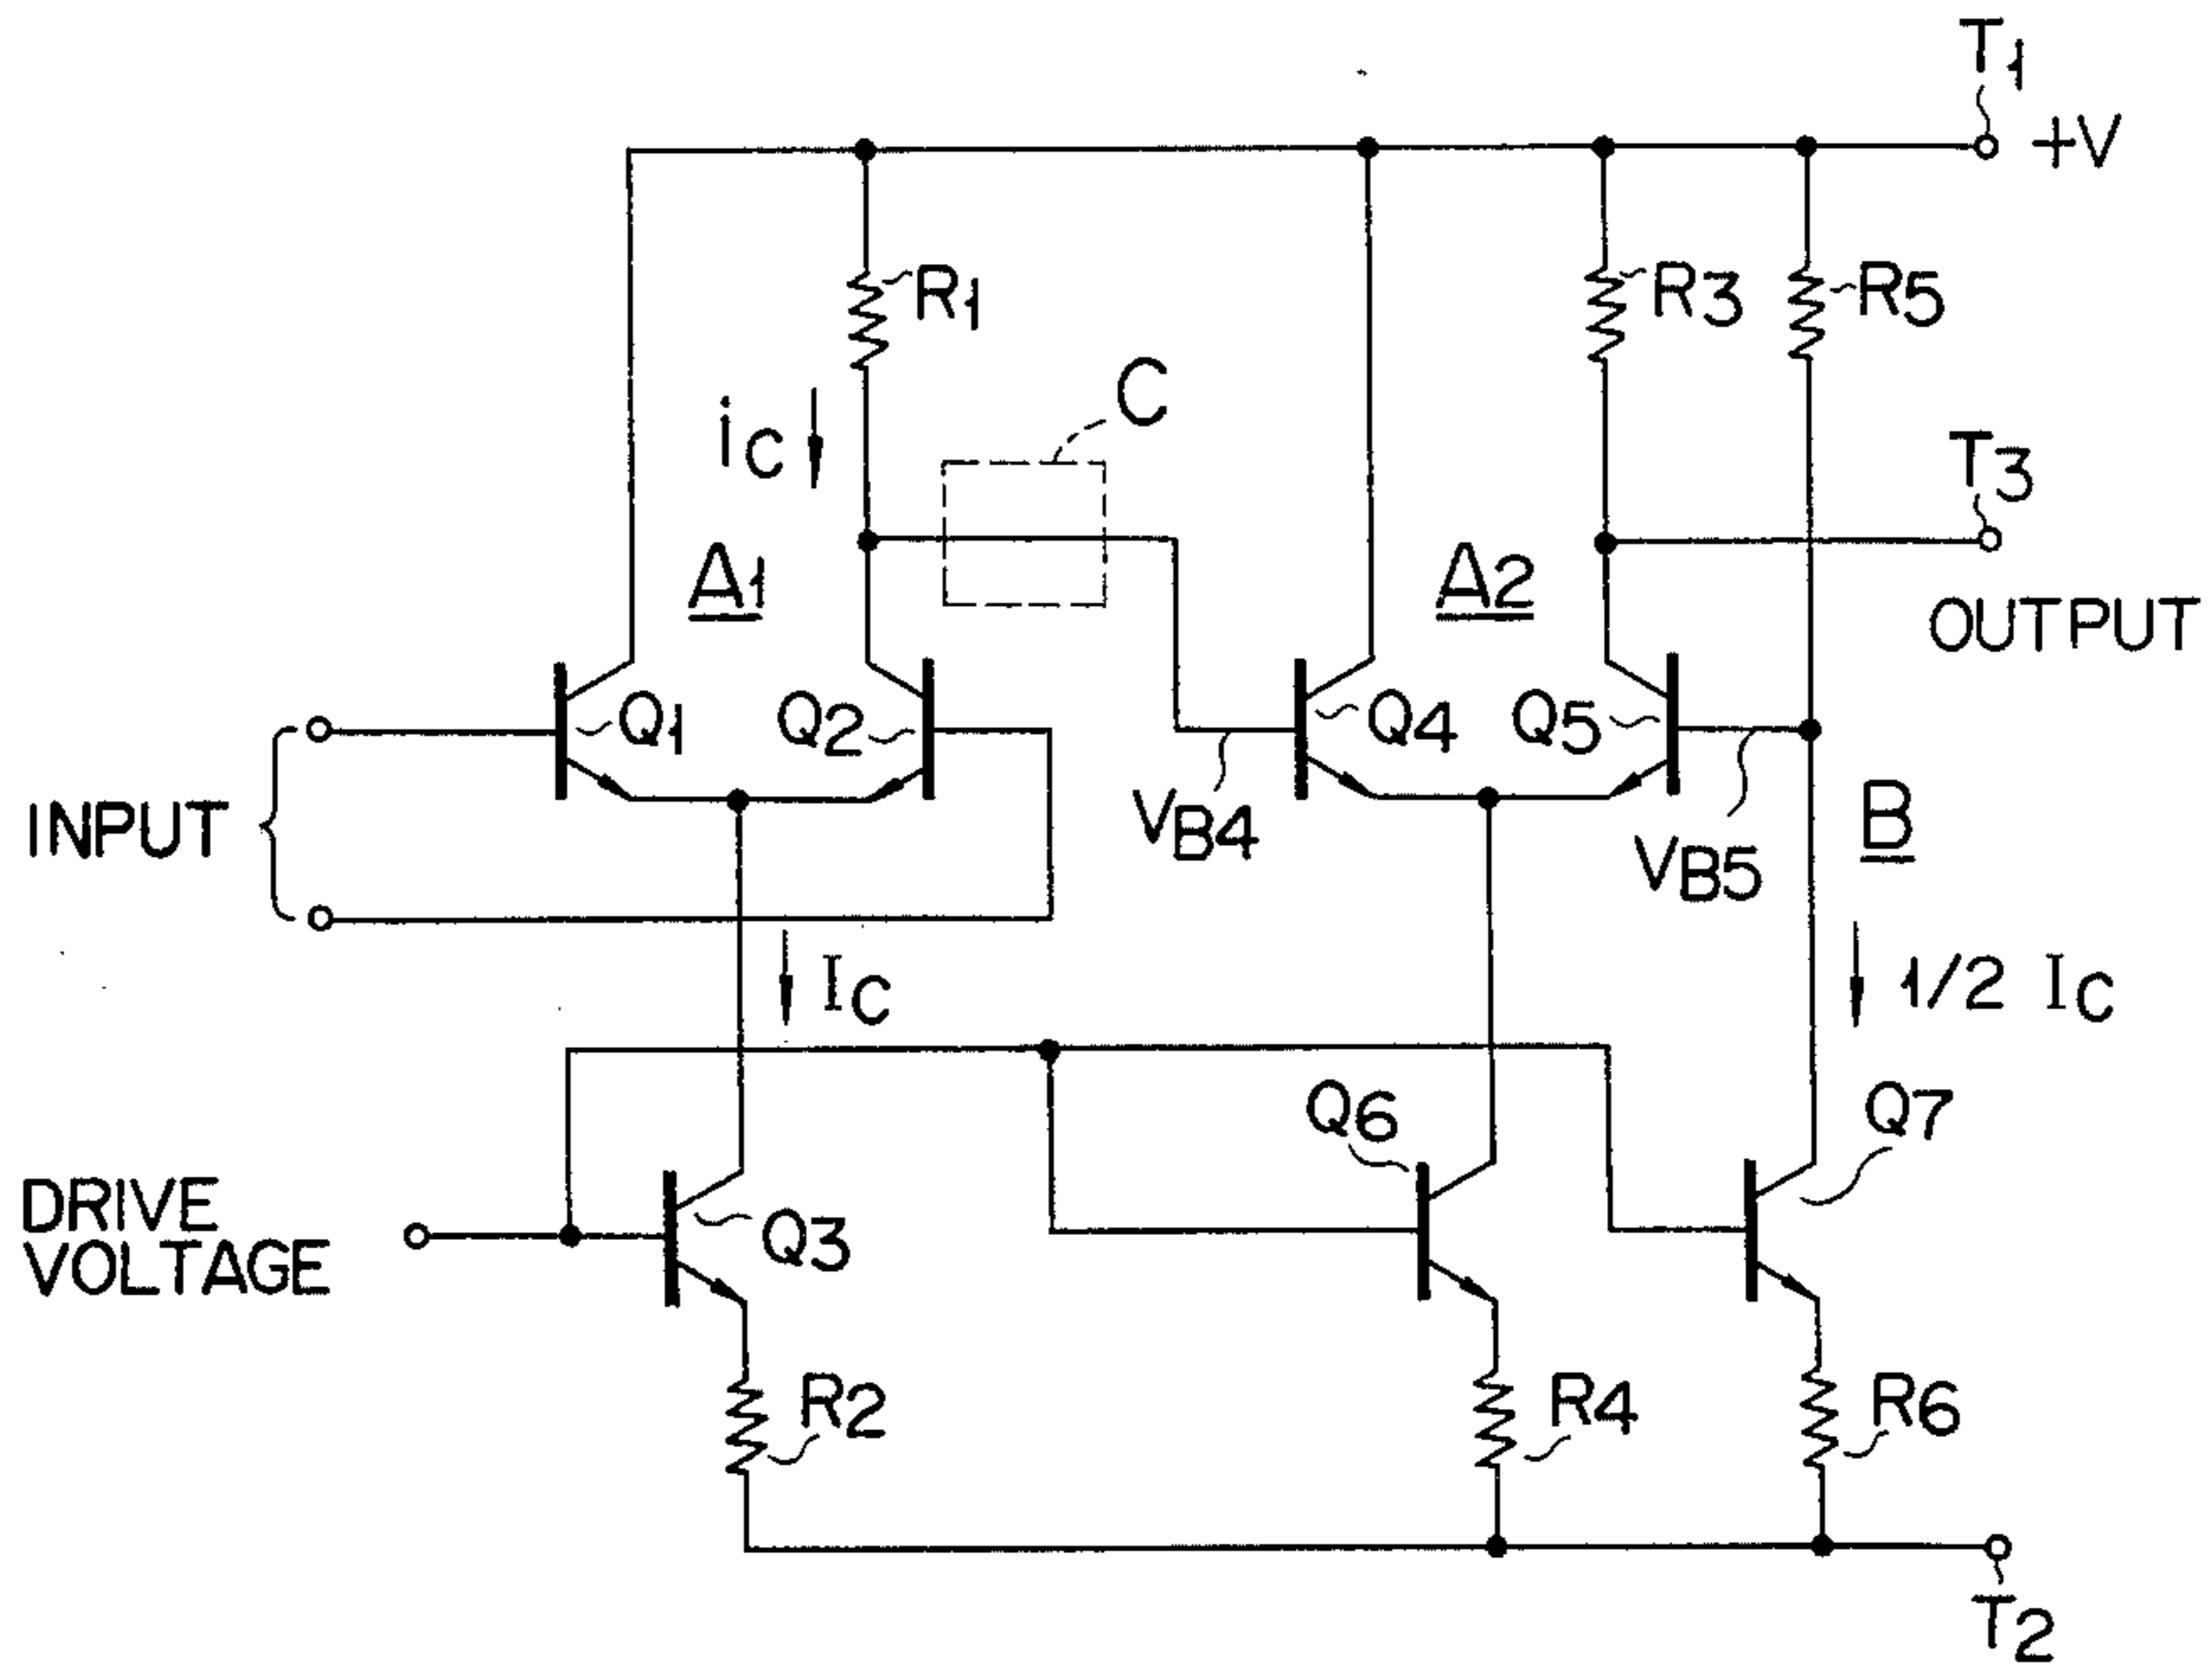 T1
+V
R1
R3
R5
C
iC
T3
A1
A2
OUTPUT
Q1
Q2
Q4
Q5
INPUT
VB4
VB5
B
IC
1/2 IC
Q6
Q7
DRIVE
VOLTAGE
Q3
R2
R4
R6
T2